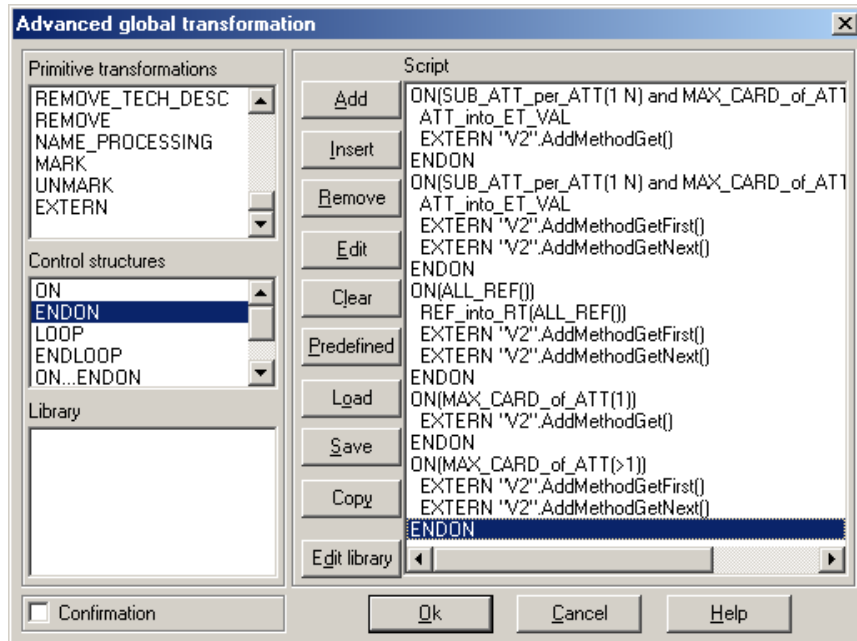 Advanced global transformation
Primitive transformations
REMOVE_TECH_DESC
REMOVE
NAME_PROCESSING
MARK
UNMARK
EXTERN
Control structures
ON
ENDON
LOOP
ENDLOOP
ON...ENDON
Library
Confirmation
Add
Insert
Remove
Edit
Clear
Predefined
Load
Save
Copy
Edit library
Script
ON(SUB_ATT_per_ATT(1 N) and MAX_CARD_of_ATT
ATT_into_ET_VAL
EXTERN "V2".AddMethodGet()
ENDON
ON(SUB_ATT_per_ATT(1 N) and MAX_CARD_of_ATT
ATT_into_ET_VAL
EXTERN "V2".AddMethodGetFirst()
EXTERN "V2".AddMethodGetNext()
ENDON
ON(ALL_REF())
REF_into_RT(ALL_REF())
EXTERN "V2".AddMethodGetFirst()
EXTERN "V2".AddMethodGetNext()
ENDON
ON(MAX_CARD_of_ATT(1))
EXTERN "V2".AddMethodGet()
ENDON
ON(MAX_CARD_of_ATT(>1))
EXTERN "V2".AddMethodGetFirst()
EXTERN "V2".AddMethodGetNext()
ENDON
Ok
Cancel
Help